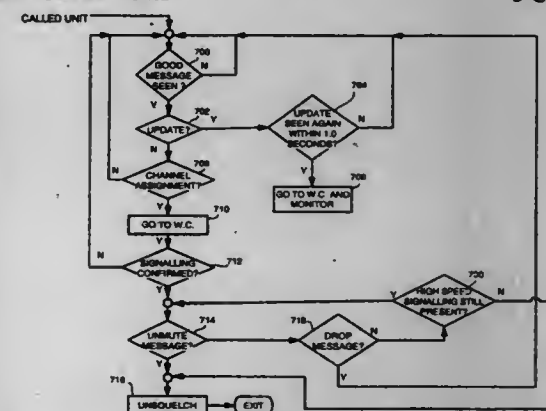 CALLED UNIT
700
GOOD
MESSAGE
SEEN?
N
Y
702
UPDATE?
Y
N
704
UPDATE
SEEN AGAIN
WITHIN 1.0
SECONDS?
N
Y
GO TO W.C. AND
MONITOR
706
N
CHANNEL
ASSIGNMENT?
708
Y
710
GO TO W.C.
Y
N
SIGNALLING
CONFIRMED?
712
Y
Y
HIGH SPEED
SIGNALLING STILL
PRESENT?
N
UNMUTE
MESSAGE?
714
718
DROP
MESSAGE?
N
Y
Y
716
UNSQUELCH
EXIT